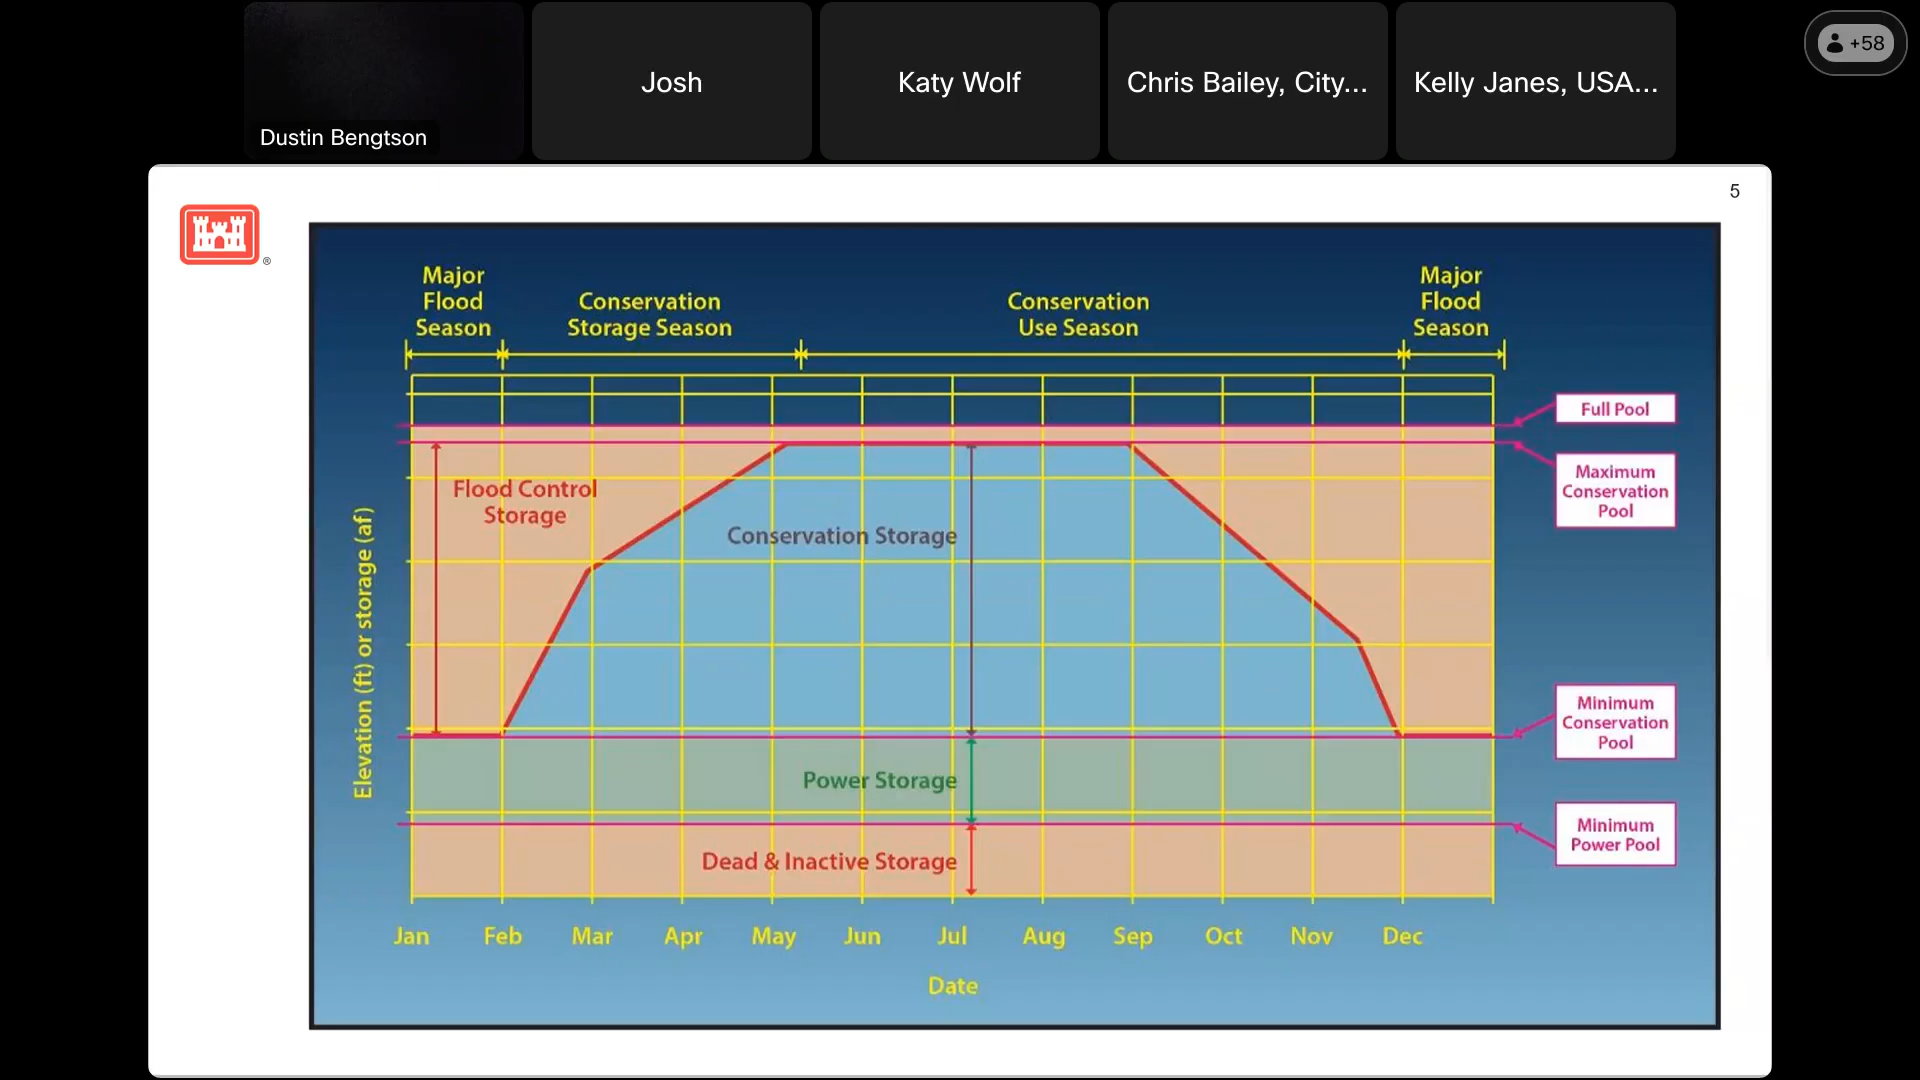 Dustin Bengtson
Josh
Katy Wolf
Chris Bailey, City...
Kelly Janes, USA...
+58
5
®
Major
Flood
Season
Conservation
Storage Season
Conservation
Use Season
Major
Flood
Season
Full Pool
Maximum
Conservation
Pool
Flood Control
Storage
Conservation Storage
Elevation (ft) or storage (af)
Minimum
Conservation
Pool
Power Storage
Minimum
Power Pool
Dead & Inactive Storage
Jan Feb Mar Apr May Jun Jul Aug Sep Oct Nov Dec
Date